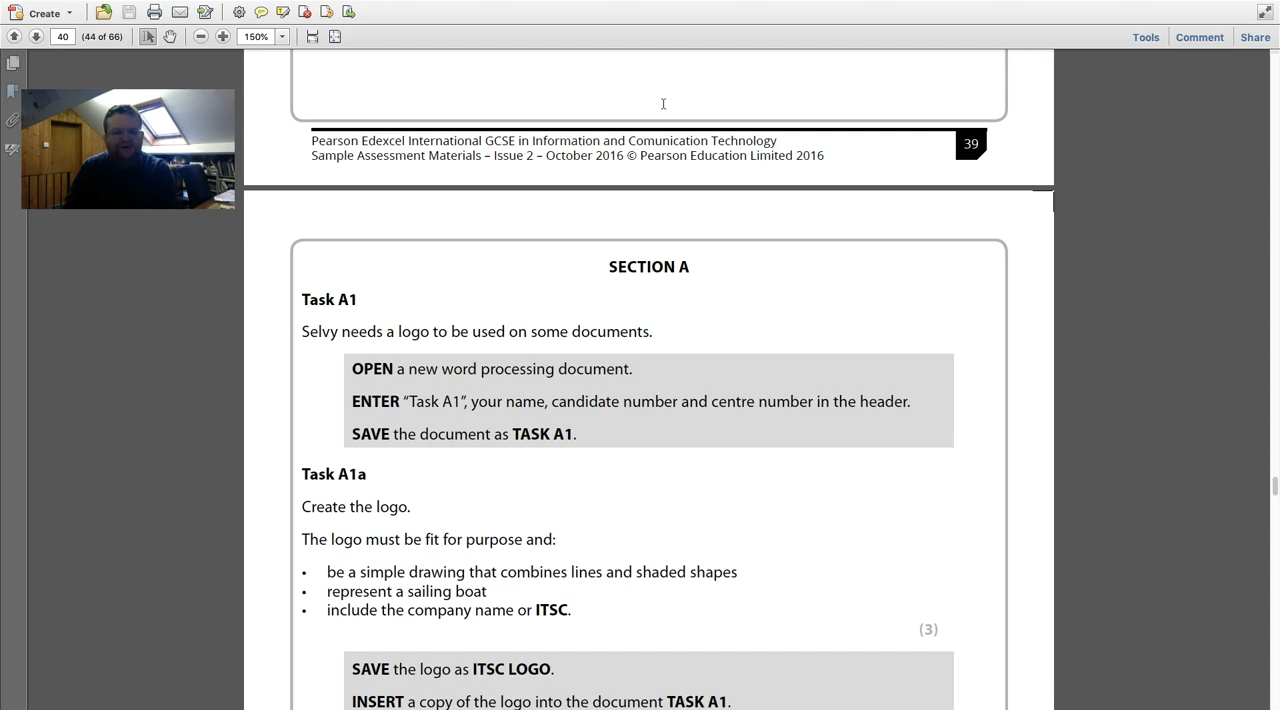 Create
40 (44 of 66) 150% Tools Comment Share
Pearson Edexcel International GCSE in Information and Comunication Technology
Sample Assessment Materials – Issue 2 – October 2016 © Pearson Education Limited 2016
39
SECTION A
Task A1
Selvy needs a logo to be used on some documents.
OPEN a new word processing document.
ENTER “Task A1”, your name, candidate number and centre number in the header.
SAVE the document as TASK A1.
Task A1a
Create the logo.
The logo must be fit for purpose and:
• be a simple drawing that combines lines and shaded shapes
• represent a sailing boat
• include the company name or ITSC.
(3)
SAVE the logo as ITSC LOGO.
INSERT a copy of the logo into the document TASK A1.